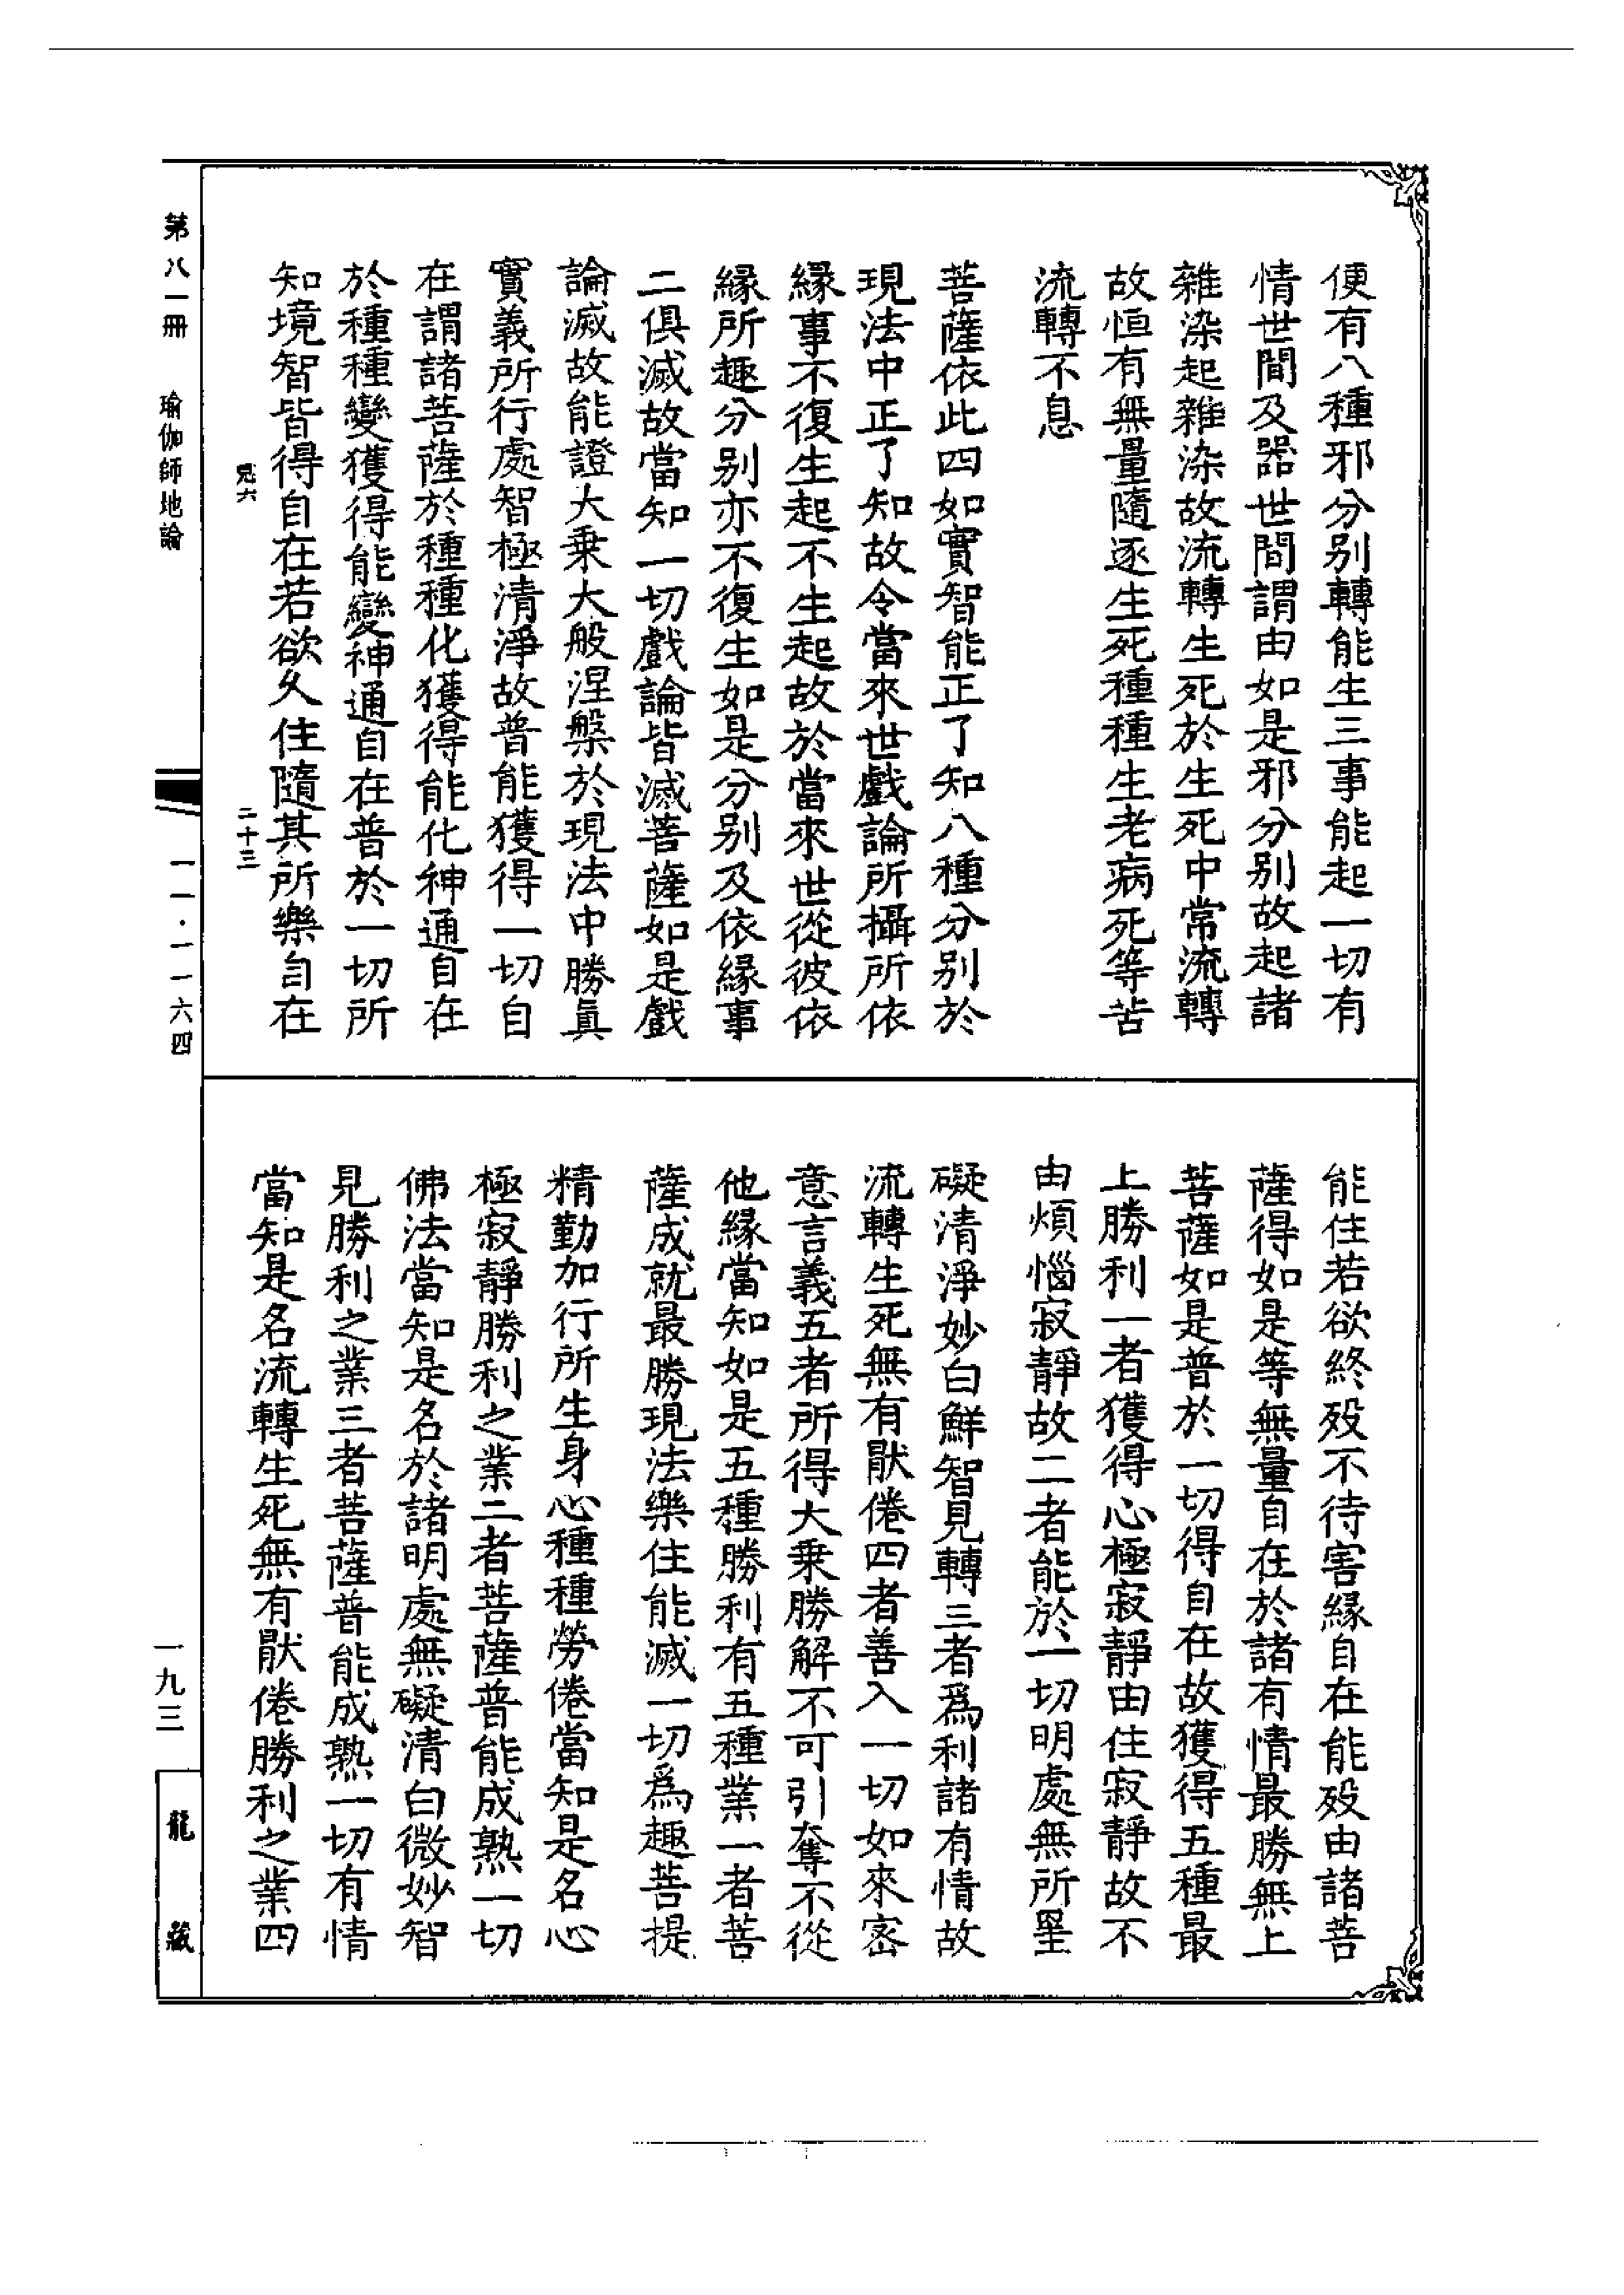 便有八種邪分别轉能生三事能起一切有
情世間及器世間謂由如是邪分别故起諸
雜染起雜染故流轉生死於生死中常流轉
故恒有無量隨逐生死種種生老病死等苦
流轉不息
菩薩依此四如實智能正了知八種分别於
現法中正了知故令當來世戲論所攝所依
縁事不復生起不生起故於當來世從彼依
縁所趣分别亦不復生如是分别及依縁事
二俱滅故當知一切戲論皆滅菩薩如是戲
論滅故能證大乗大般涅槃於現法中勝眞
實義所行處智極清淨故普能獲得一切自
在謂諸菩薩於種種化獲得能化神通自在
於種種變獲得能變神通自在普於一切所
知境智皆得自在若欲久住隨其所樂自在
能住若欲終殁不待害縁自在能殁由諸菩
薩得如是等無量自在於諸有情最勝無上
菩薩如是普於一切得自在故獲得五種最
上勝利一者獲得心極寂靜由住寂靜故不
由煩惱寂靜故二者能於一切明處無所罣
礙清淨妙白鮮智見轉三者爲利諸有情故
流轉生死無有厭倦四者善入一切如來密
意言義五者所得大乗勝解不可引奪不從
他縁當知如是五種勝利有五種業一者菩
薩成就最勝現法樂住能滅一切爲趣菩提
精勤加行所生身心種種勞倦當知是名心
極寂靜勝利之業二者菩薩普能成熟一切
佛法當知是名於諸明處無礙清白微妙智
見勝利之業三者菩薩普能成熟一切有情
當知是名流轉生死無有厭倦勝利之業四
二十三
第八一冊
瑜伽師地論
一一·一一六四
一九三
龍藏